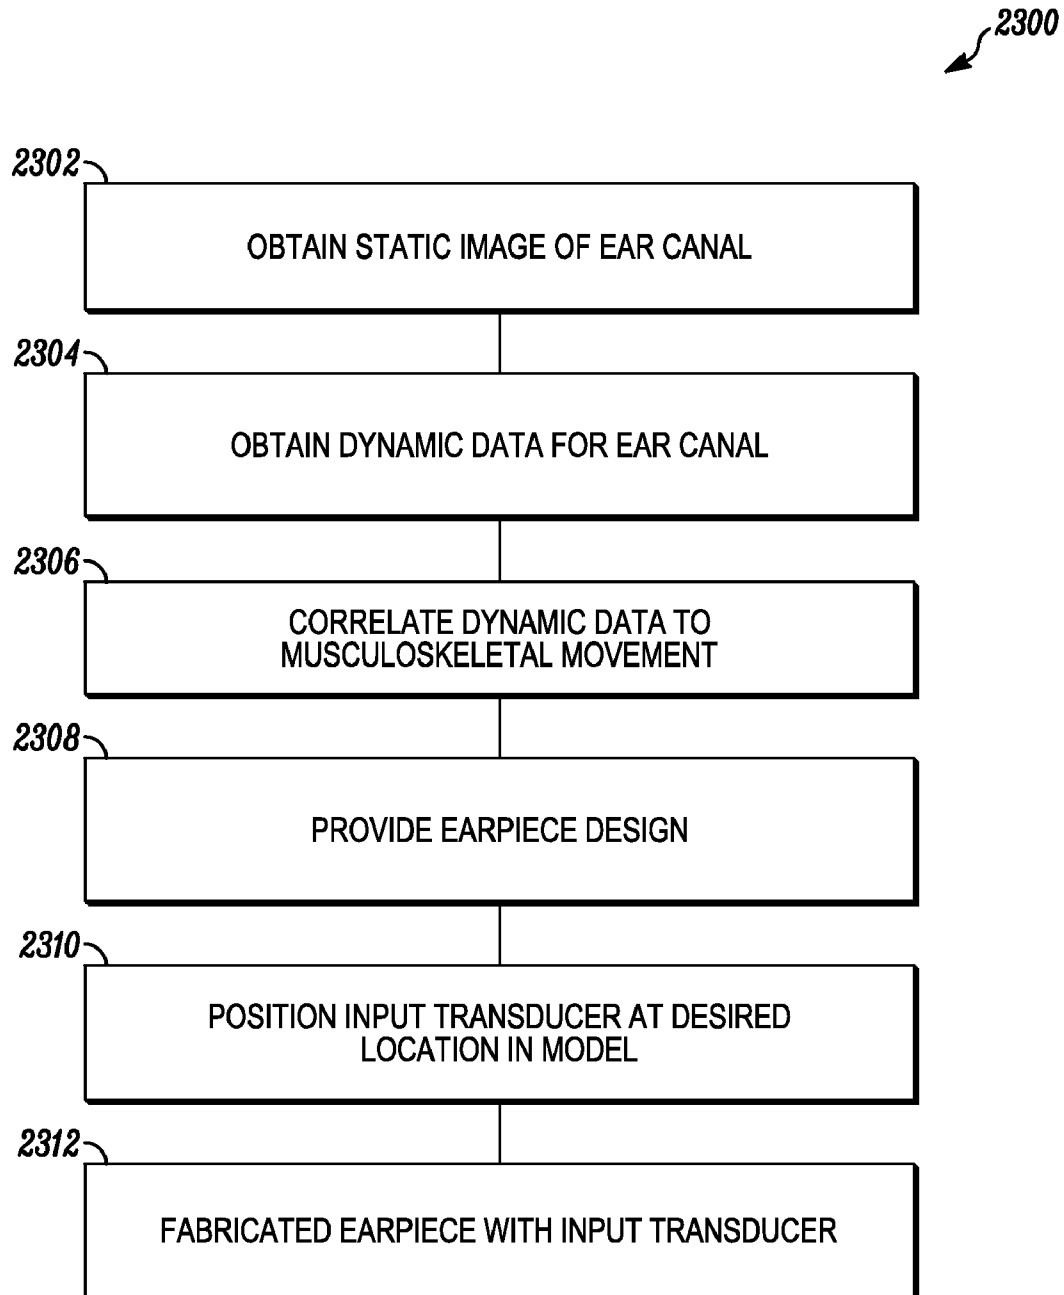 2300
2302
OBTAIN STATIC IMAGE OF EAR CANAL
2304
OBTAIN DYNAMIC DATA FOR EAR CANAL
2306
CORRELATE DYNAMIC DATA TO
MUSCULOSKELETAL MOVEMENT
2308
PROVIDE EARPIECE DESIGN
2310
POSITION INPUT TRANSDUCER AT DESIRED
LOCATION IN MODEL
2312
FABRICATED EARPIECE WITH INPUT TRANSDUCER